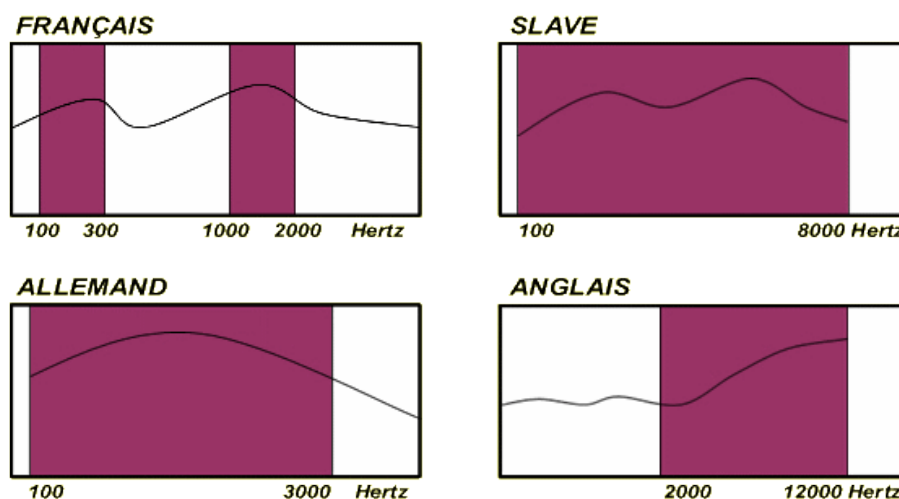 FRANÇAIS
100 300 1000 2000 Hertz
SLAVE
100 8000 Hertz
ALLEMAND
100 3000 Hertz
ANGLAIS
2000 12000 Hertz